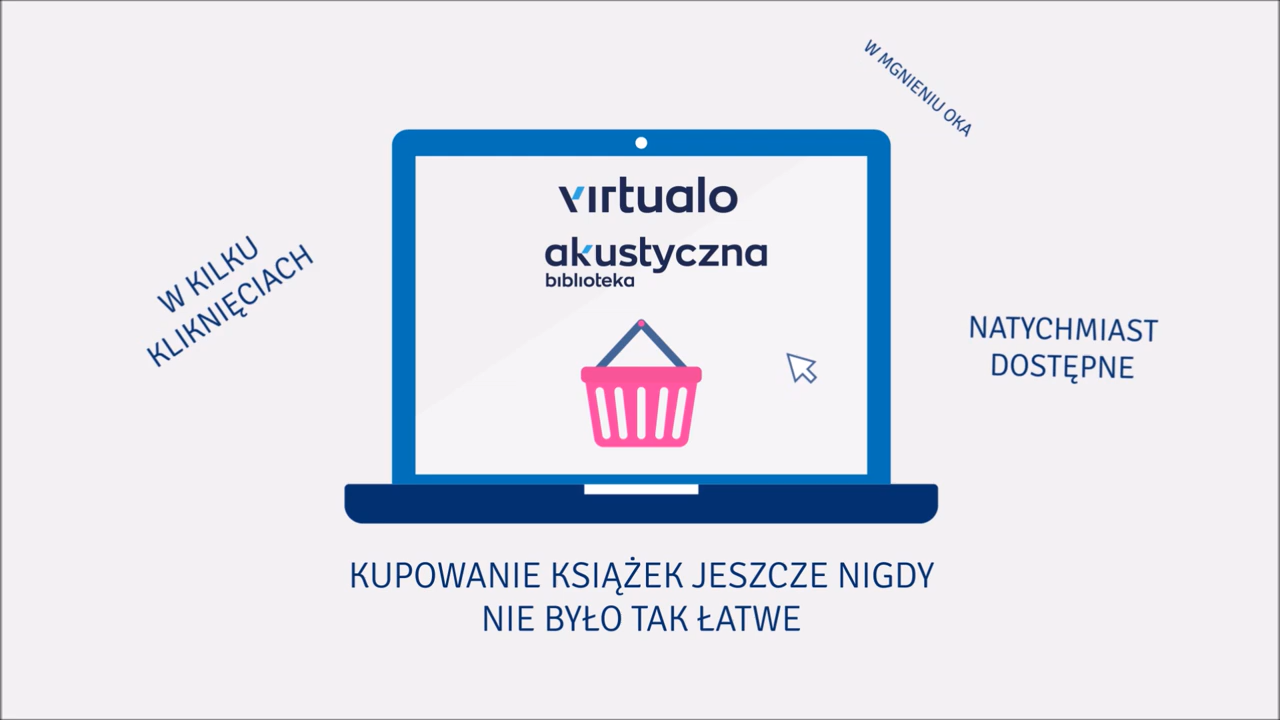 W MGNIENIU OKA
virtualo
akustyczna
biblioteka
W KILKU
KLIKNIĘCIACH
NATYCHMIAST
DOSTĘPNE
KUPOWANIE KSIĄŻEK JESZCZE NIGDY
NIE BYŁO TAK ŁATWE